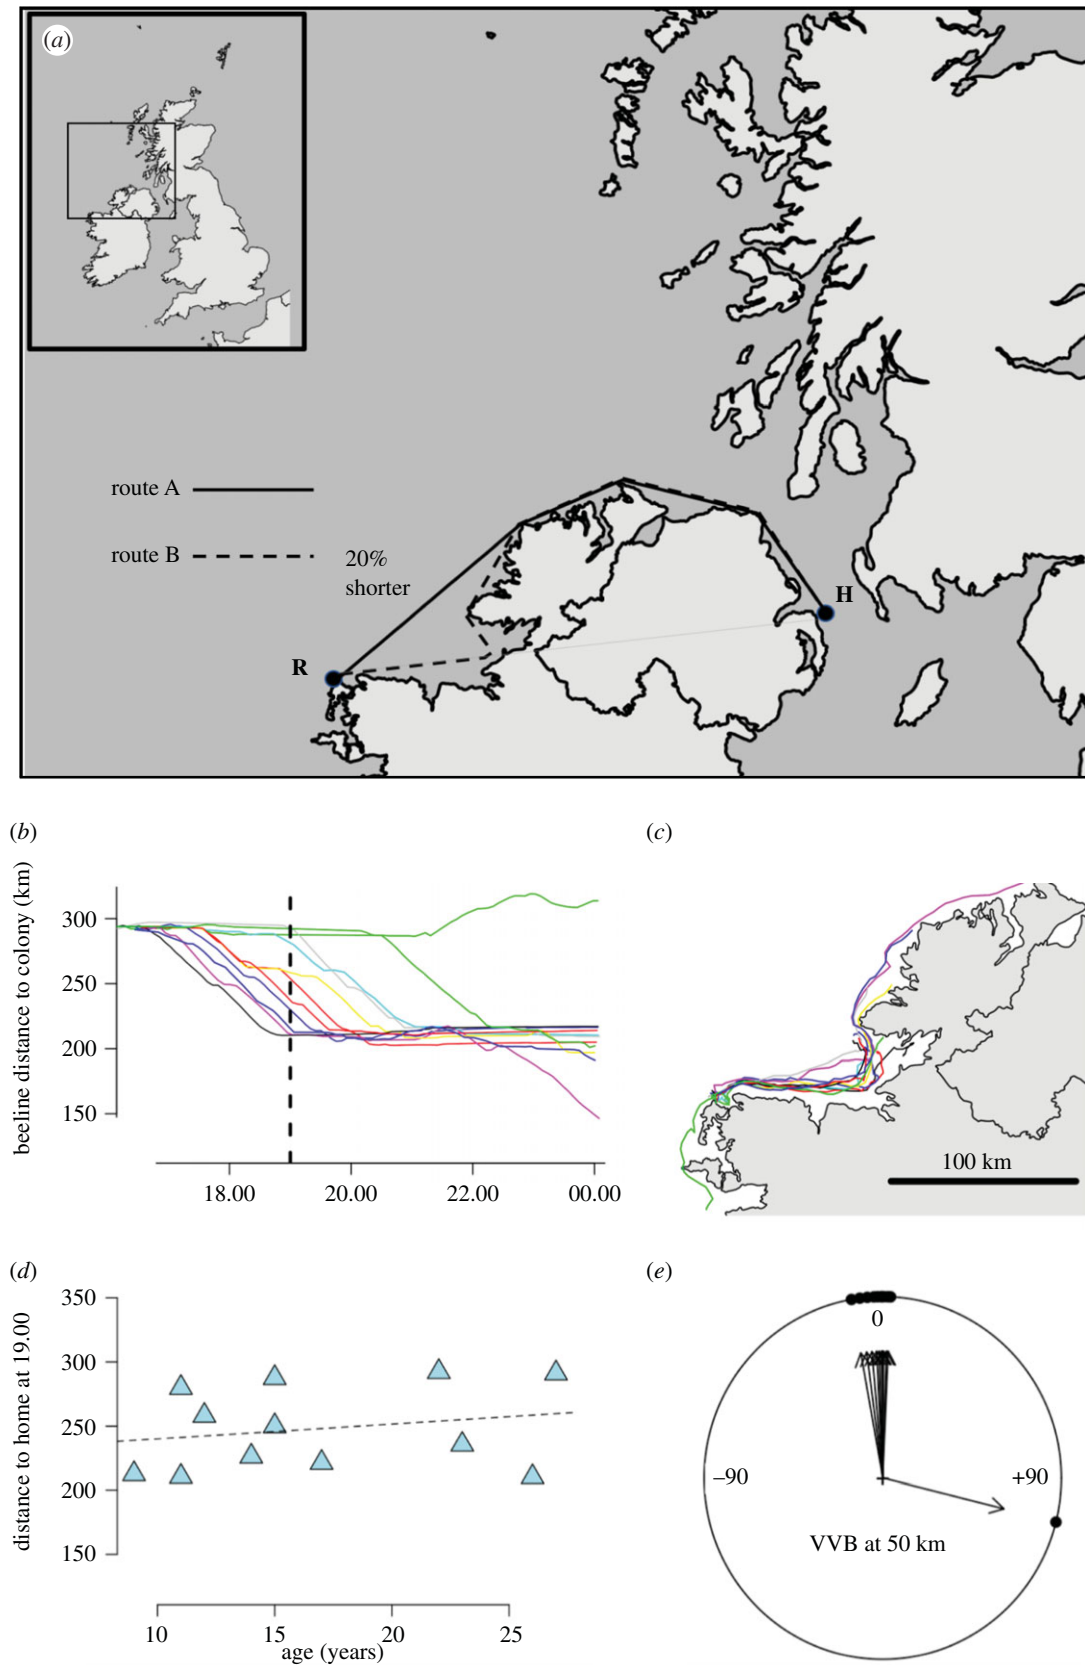 (a)
route A
route B
20%
shorter
R
H
(b)
beeline distance to colony (km)
300
250
200
150
18.00
20.00
22.00
00.00
(c)
100 km
(d)
distance to home at 19.00
350
300
250
200
150
10
15
20
25
age (years)
(e)
0
–90
+90
VVB at 50 km